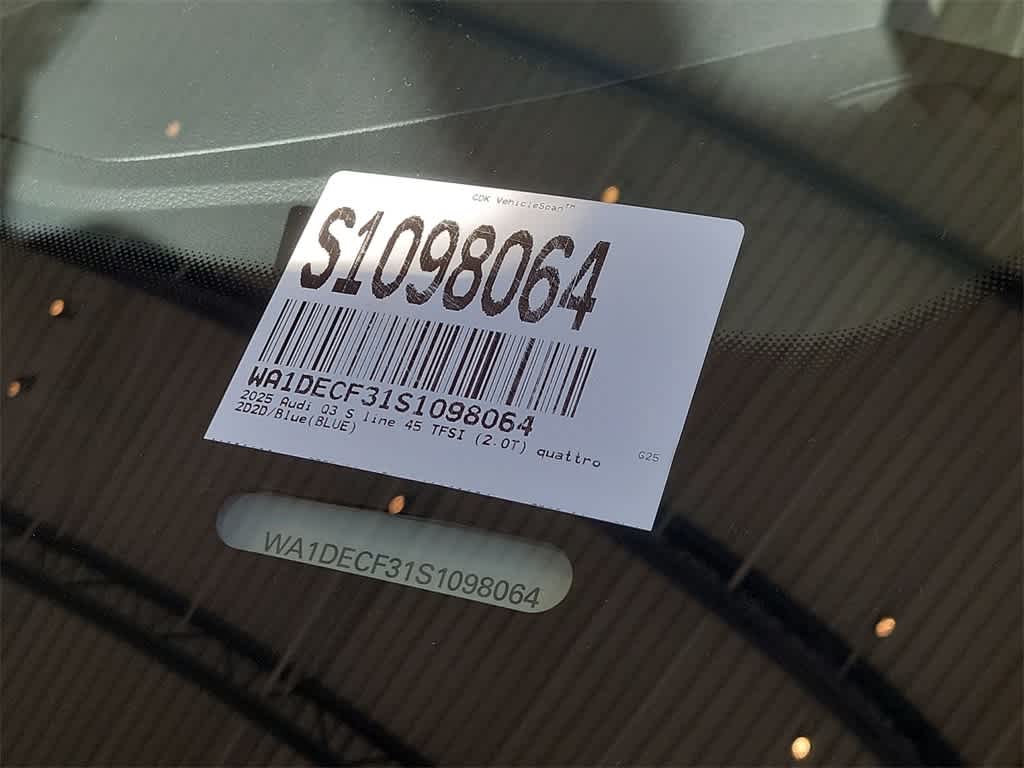 CDK VehicleScan™
S1098064
WA1DECF31S1098064
2025 Audi Q3 S line 45 TFSI (2.0T) quattro
2D2D/Blue(BLUE)
G25
WA1DECF31S1098064